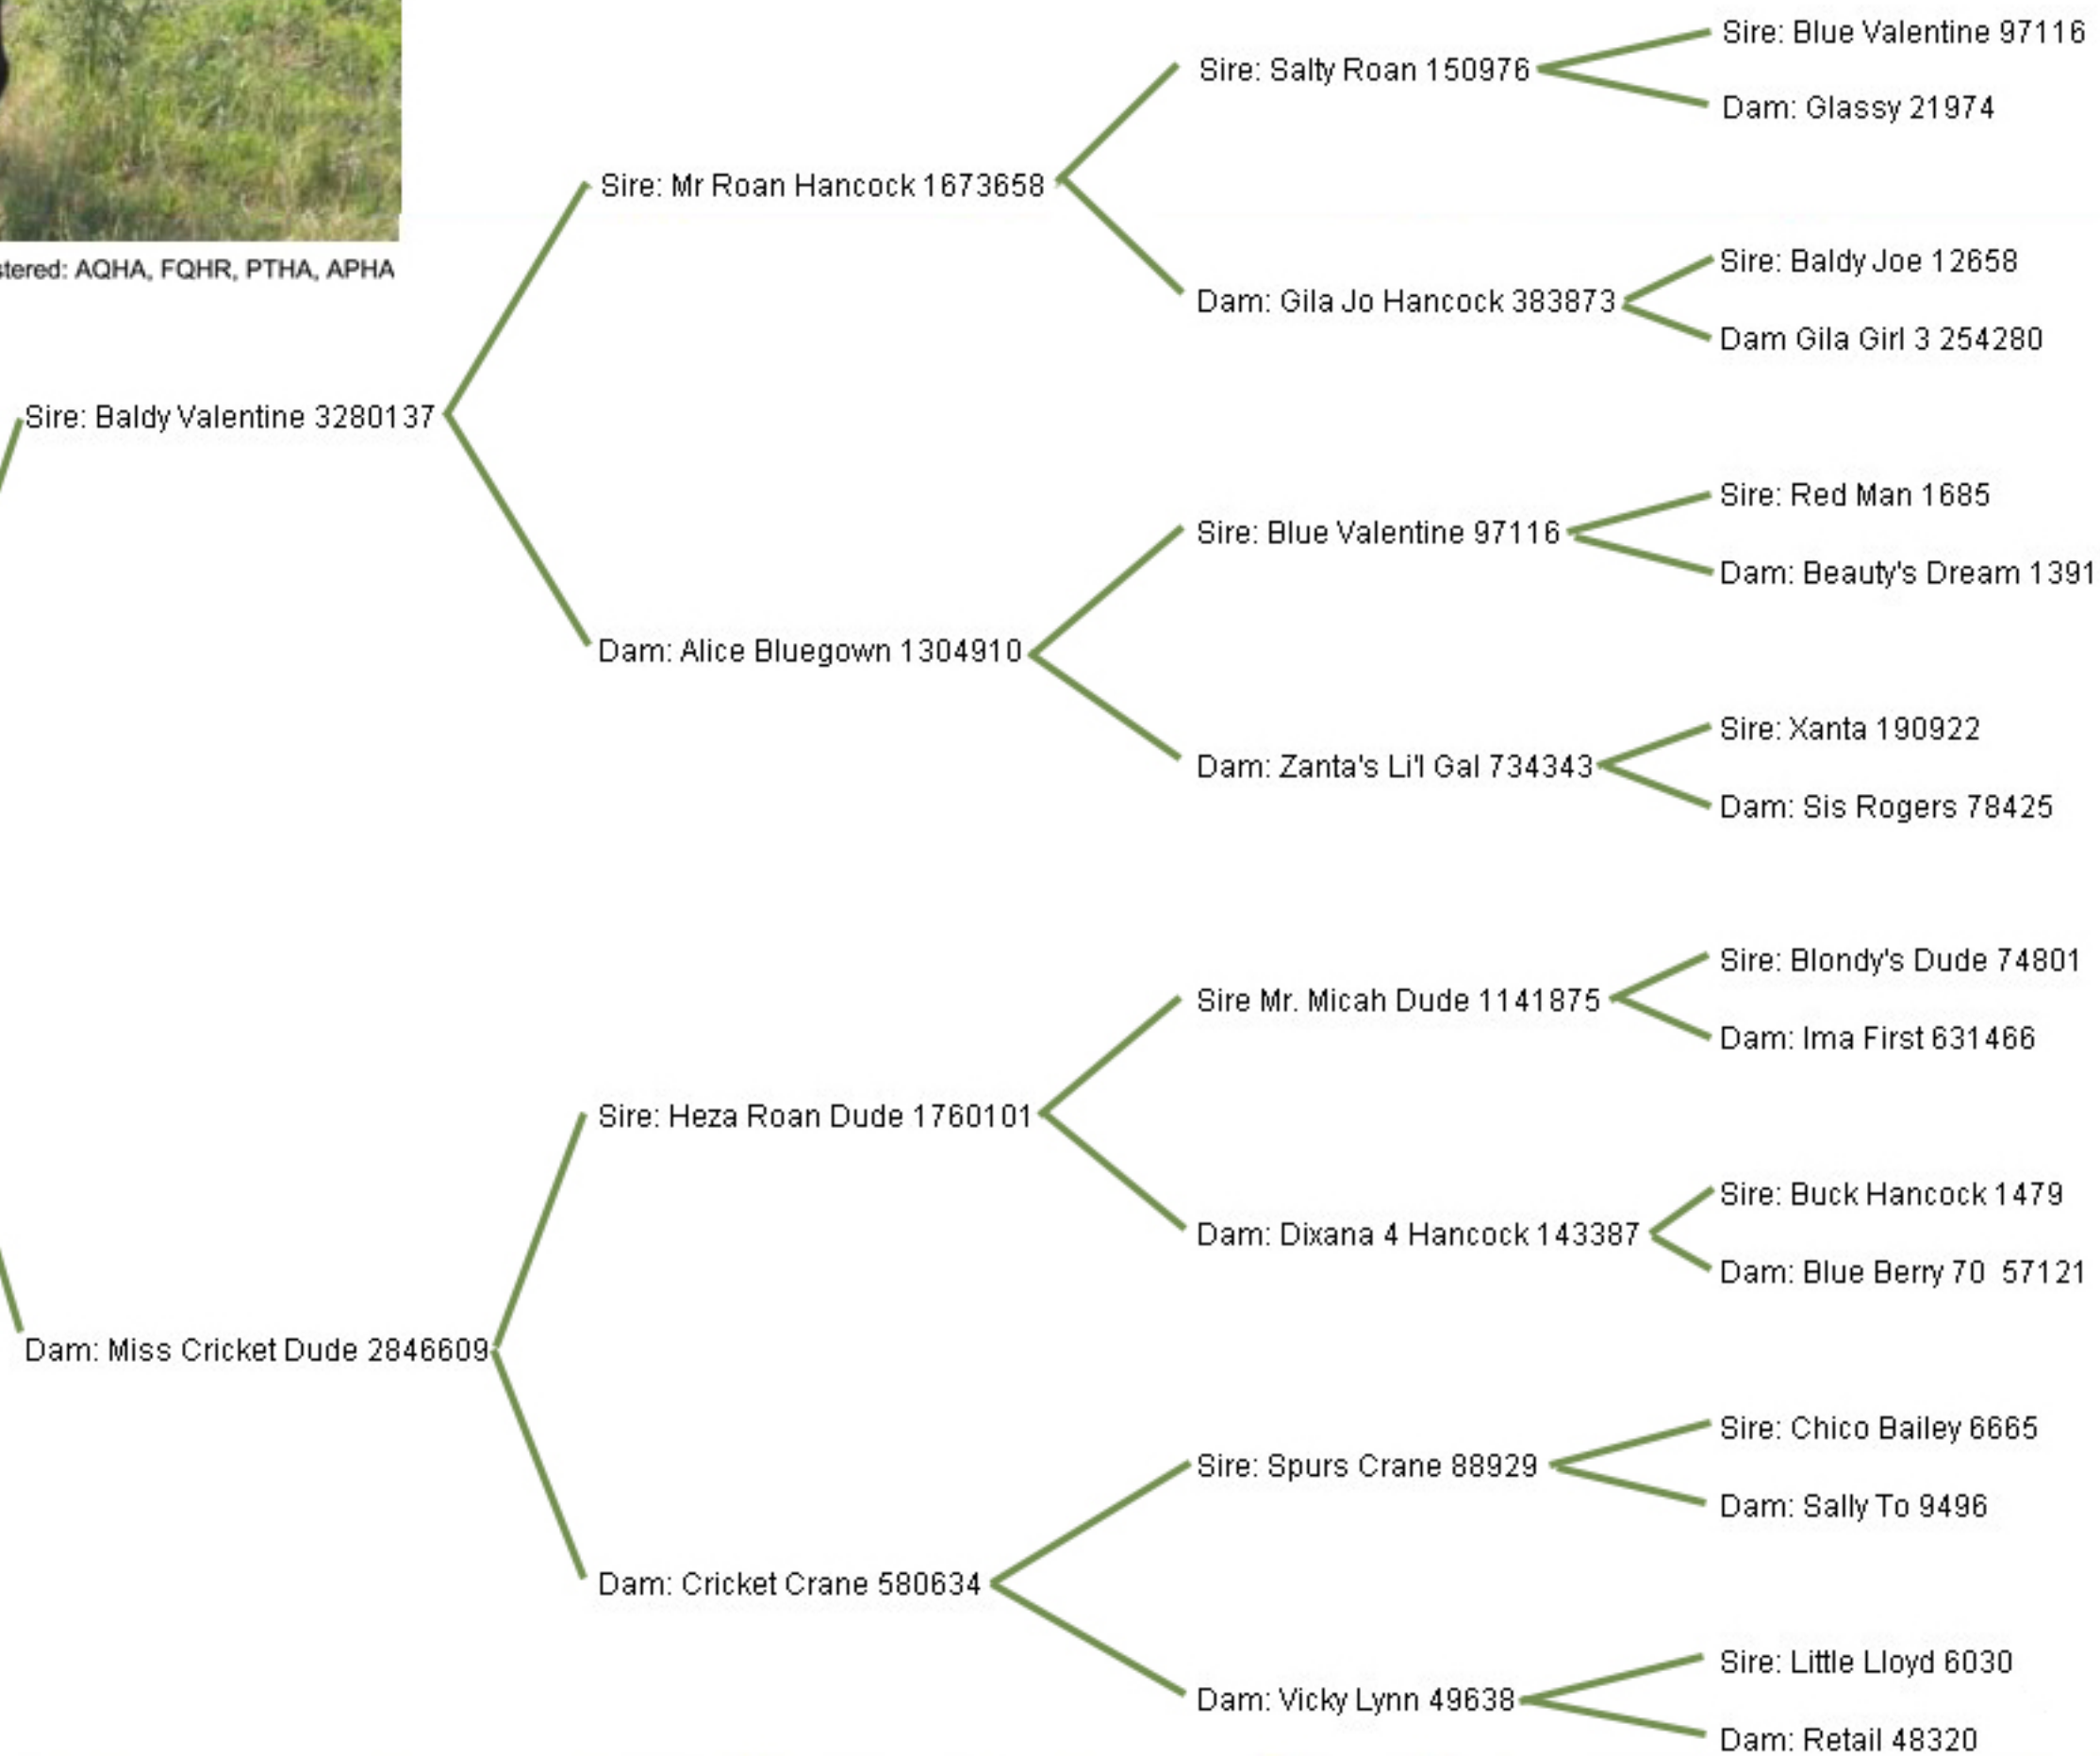 Sire: Blue Valentine 97116
Sire: Salty Roan 150976
Dam: Glassy 21974
Sire: Mr Roan Hancock 1673658
Sire: Baldy Joe 12658
stered: AQHA, FQHR, PTHA, APHA
Dam: Gila Jo Hancock 383873
Dam Gila Girl 3 254280
Sire: Baldy Valentine 3280137
Sire: Red Man 1685
Sire: Blue Valentine 97116
Dam: Beauty's Dream 1391
Dam: Alice Bluegown 1304910
Sire: Xanta 190922
Dam: Zanta's Li'l Gal 734343
Dam: Sis Rogers 78425
Sire: Blondy's Dude 74801
Sire Mr. Micah Dude 1141875
Dam: Ima First 631466
Sire: Heza Roan Dude 1760101
Sire: Buck Hancock 1479
Dam: Dixana 4 Hancock 143387
Dam: Blue Berry 70  57121
Dam: Miss Cricket Dude 2846609
Sire: Chico Bailey 6665
Sire: Spurs Crane 88929
Dam: Sally To 9496
Dam: Cricket Crane 580634
Sire: Little Lloyd 6030
Dam: Vicky Lynn 49638
Dam: Retail 48320